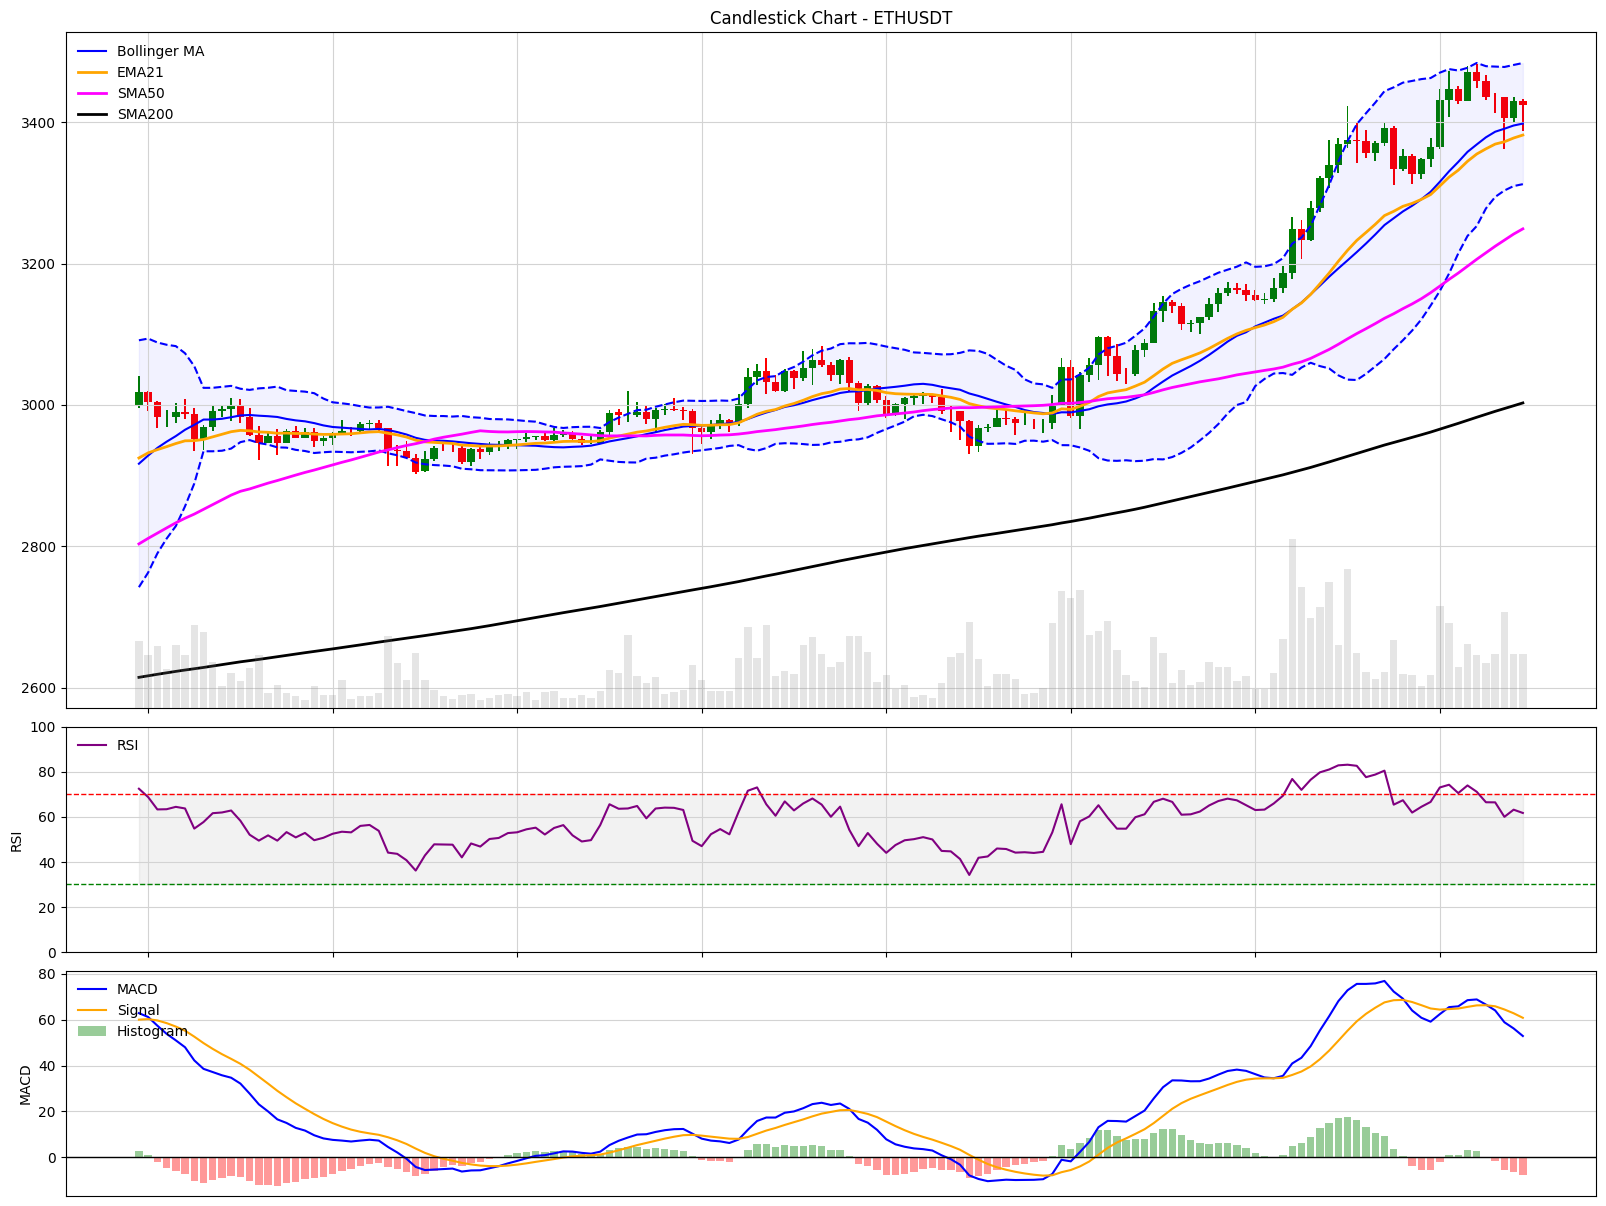 Candlestick Chart - ETHUSDT
Bollinger MA
EMA21
SMA50
SMA200
3400
3200
3000
2800
2600
100
80
60
40
20
0
RSI
RSI
80
60
40
20
0
MACD
MACD
Signal
Histogram